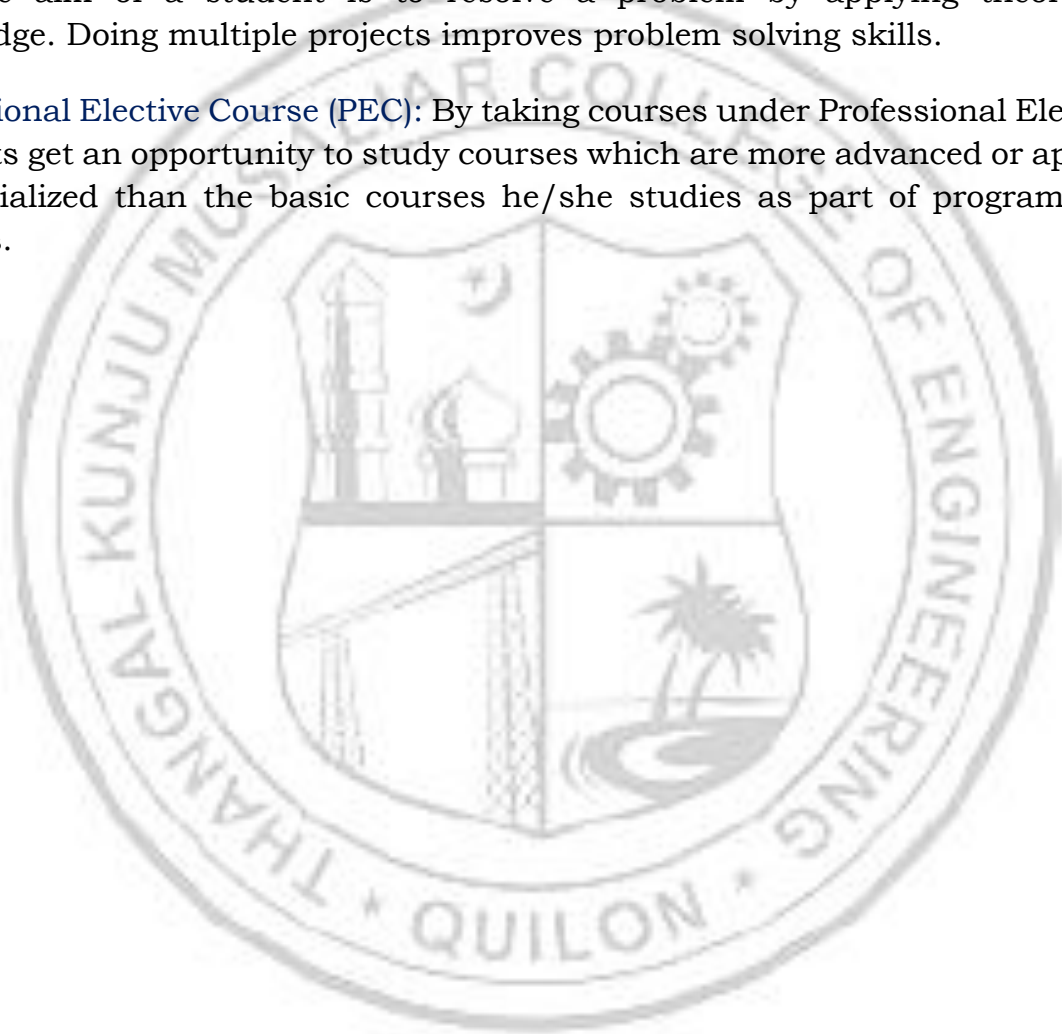 aim of a student is to resolve a problem by applying
dge. Doing multiple projects improves problem solving skills.
ional Elective Course (PEC): By taking courses under Professional Ele
ts get an opportunity to study courses which are more advanced or ap
ialized than the basic courses he/she studies as part of program
s.
THANGAL KUNJU MUSALIAR COLLEGE OF ENGINEERING
* QUILON *